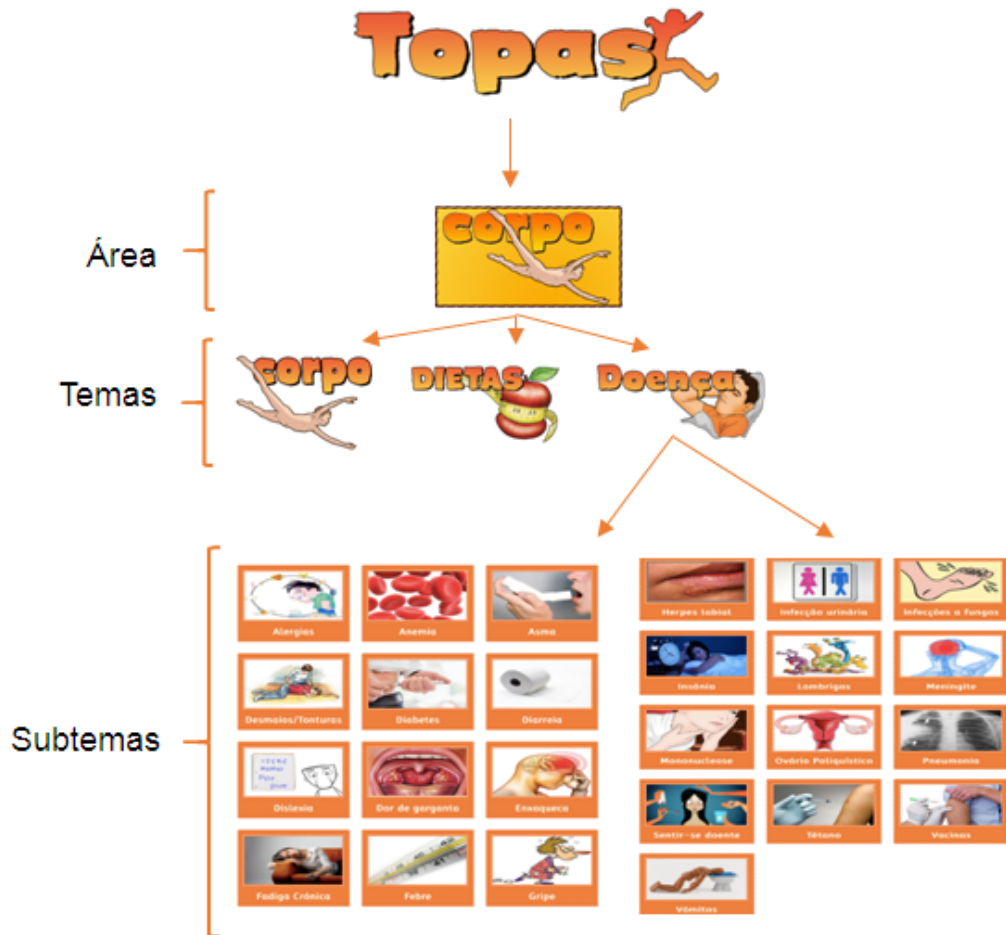 Topas
Área
corpo
Temas
corpo
DIETAS
Doença
Subtemas
Alergias
Anemia
Asma
Desmaios/Tonturas
Diabetes
Diarreia
Dislexia
Dor de garganta
Enxaqueca
Fadiga Crónica
Febre
Gripe
Herpes labial
Infecção urinária
Infecções a fungos
Insónia
Lombrigas
Meningite
Mononuclease
Ovário Poliquístico
Pneumonia
Sentir-se doente
Tétano
Vacinas
Vómitos